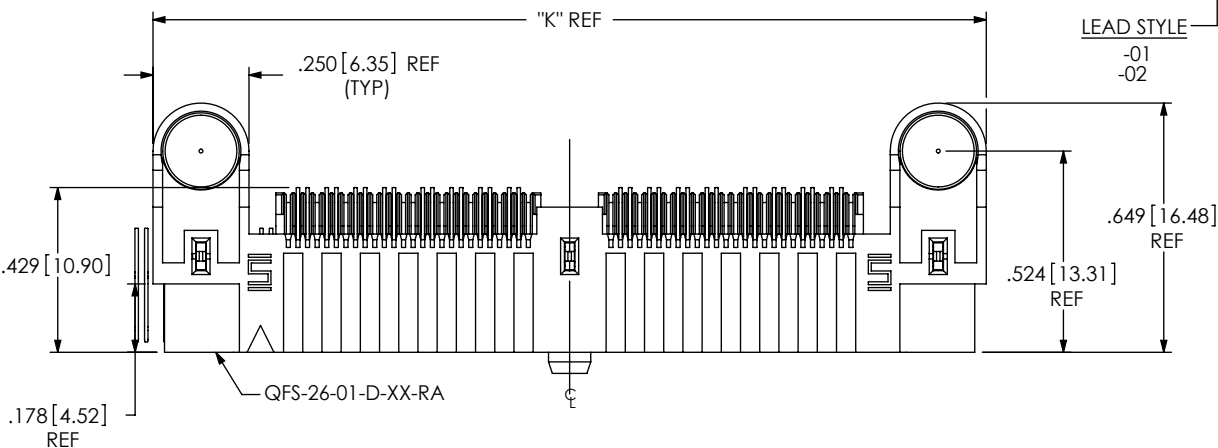 "K" REF
LEAD STYLE
-01
-02
.250[6.35] REF
(TYP)
.649[16.48]
REF
.429[10.90]
.524[13.31]
REF
QFS-26-01-D-XX-RA
.178[4.52]
REF